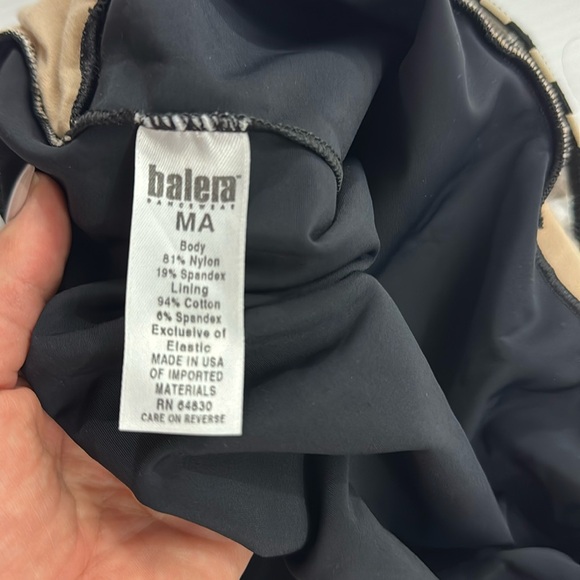 balera
DANCEWEAR
MA
Body
81% Nylon
19% Spandex
Lining
94% Cotton
6% Spandex
Exclusive of
Elastic
MADE IN USA
OF IMPORTED
MATERIALS
RN 64830
CARE ON REVERSE